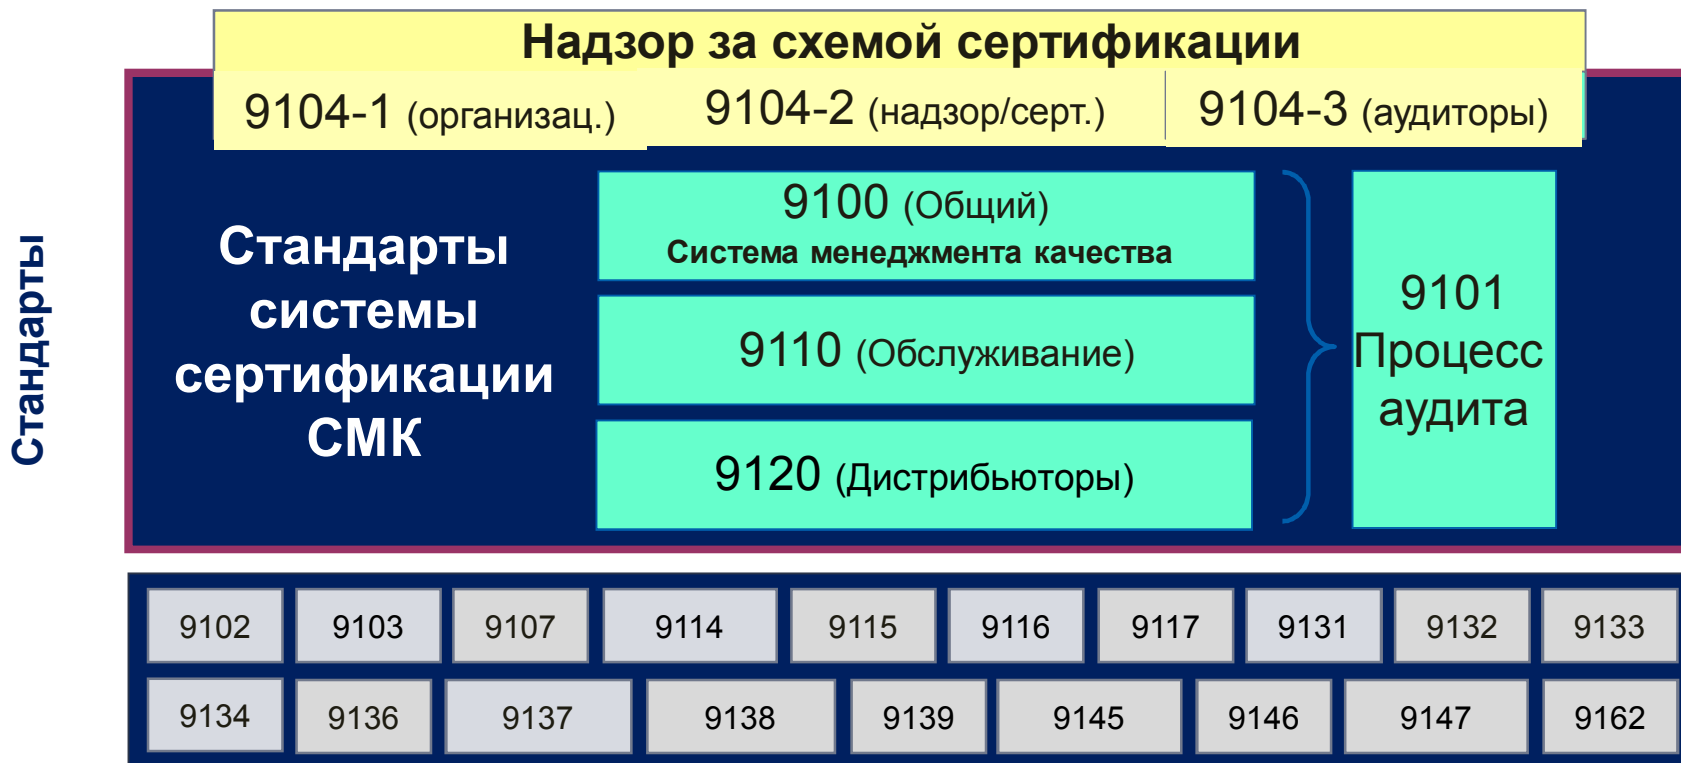 Надзор за схемой сертификации
9104-1 (организац.)
9104-2 (надзор/серт.)
9104-3 (аудиторы)
Стандарты
Стандарты
системы
сертификации
СМК
9100 (Общий)
Система менеджмента качества
9110 (Обслуживание)
9120 (Дистрибьюторы)
9101
Процесс
аудита
9102 9103 9107 9114 9115 9116 9117 9131 9132 9133
9134 9136 9137 9138 9139 9145 9146 9147 9162